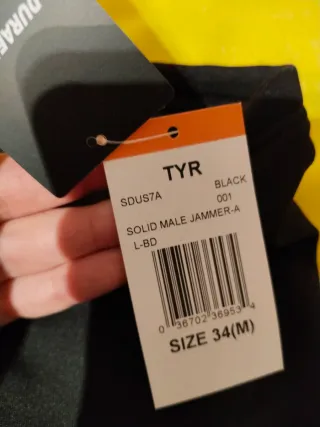 TYR
SDUS7A BLACK
001
SOLID MALE JAMMER-A
L-BD
0 36702 36953 4
SIZE 34(M)